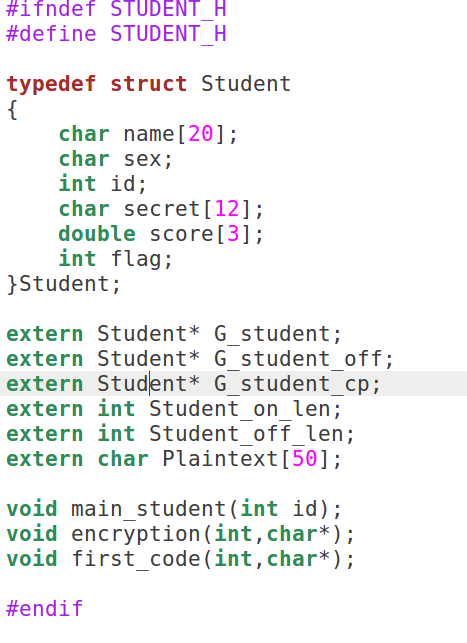 #ifndef STUDENT_H
#define STUDENT_H

typedef struct Student
{
    char name[20];
    char sex;
    int id;
    char secret[12];
    double score[3];
    int flag;
}Student;

extern Student* G_student;
extern Student* G_student_off;
extern Student* G_student_cp;
extern int Student_on_len;
extern int Student_off_len;
extern char Plaintext[50];

void main_student(int id);
void encryption(int,char*);
void first_code(int,char*);

#endif